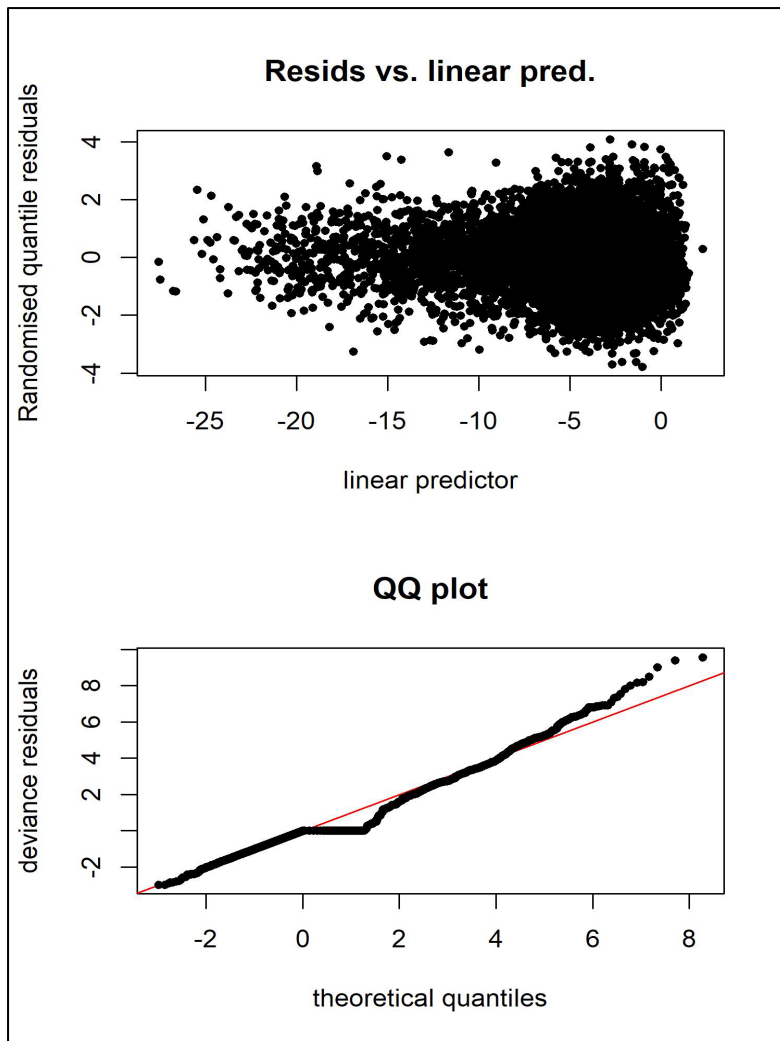 Resids vs. linear pred.
Randomised quantile residuals
4
2
0
-2
-4
-25 -20 -15 -10 -5 0
linear predictor
QQ plot
deviance residuals
8
6
4
2
-2
-2 0 2 4 6 8
theoretical quantiles